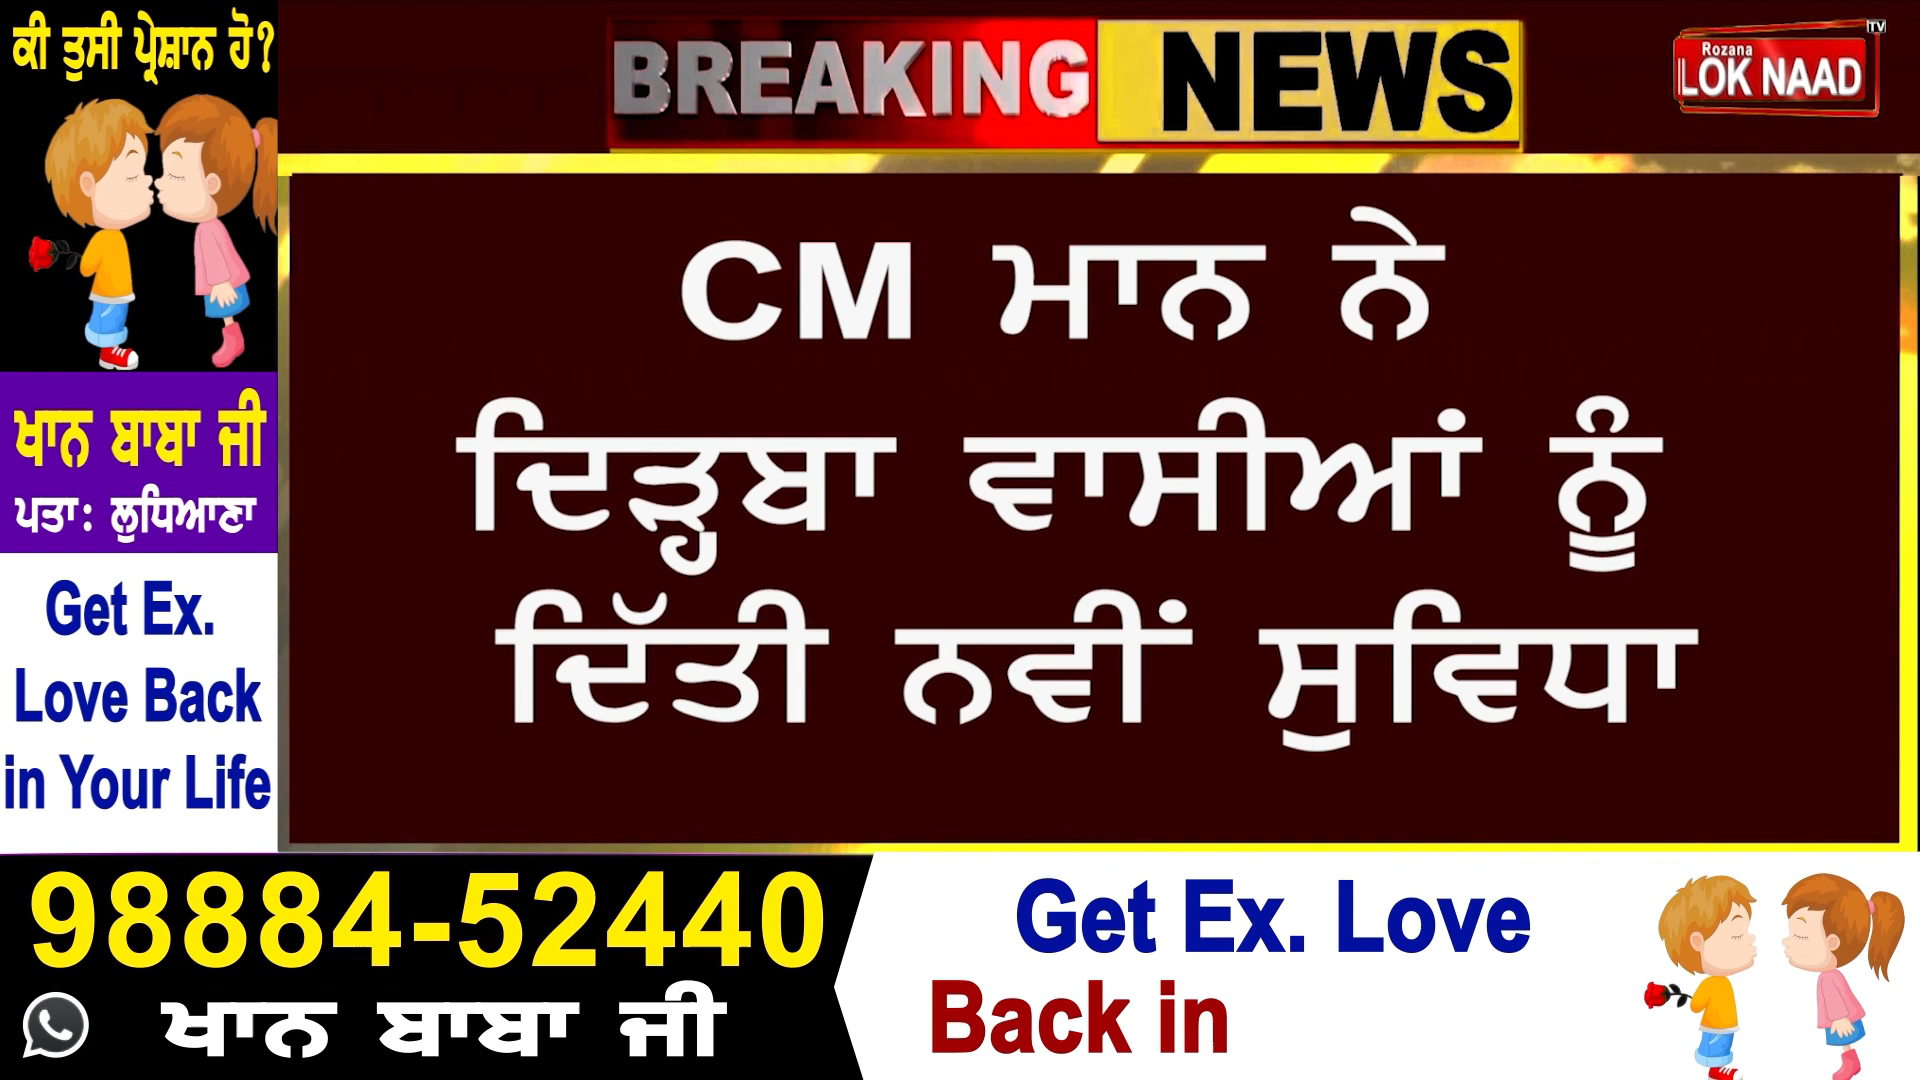 ਕੀ ਤੁਸੀ ਪ੍ਰੇਸ਼ਾਨ ਹੋ?
BREAKING NEWS
TV
Rozana
LOK NAAD
CM ਮਾਨ ਨੇ
ਦਿੜ੍ਹਬਾ ਵਾਸੀਆਂ ਨੂੰ
ਦਿੱਤੀ ਨਵੀਂ ਸੁਵਿਧਾ
ਖਾਨ ਬਾਬਾ ਜੀ
ਪਤਾ: ਲੁਧਿਆਣਾ
Get Ex.
Love Back
in Your Life
98884-52440
ਖਾਨ ਬਾਬਾ ਜੀ
Get Ex. Love
Back in